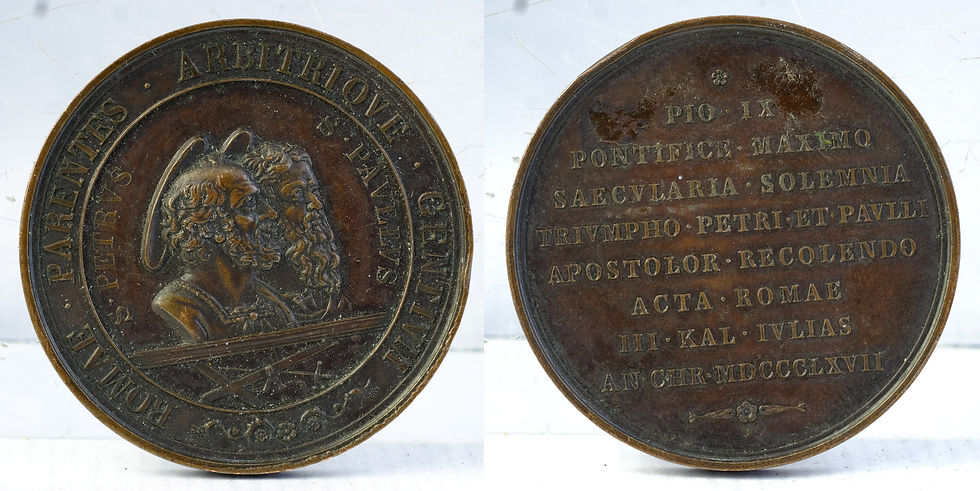 ROMAE · PARENTES · ARBITRIQVE · GENTIVM
S · PETRVS
S · PAVLLVS
PIO · IX
PONTIFICE · MAXIMO
SAECVLARIA · SOLEMNIA
TRIVMPHO · PETRI · ET · PAVLLI
APOSTOLOR · RECOLENDO
ACTA · ROMAE
III · KAL · IVLIAS
AN · CHR · MDCCCLXVII